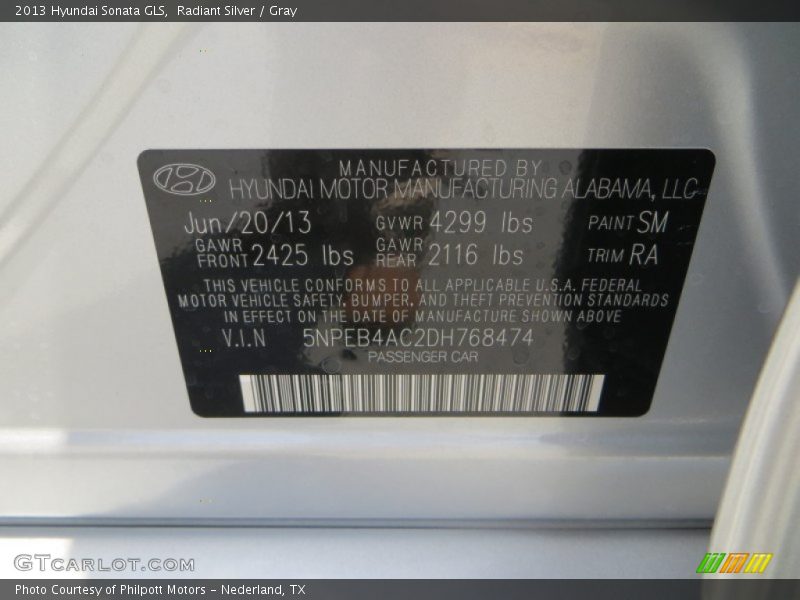 2013 Hyundai Sonata GLS, Radiant Silver / Gray
MANUFACTURED BY
HYUNDAI MOTOR MANUFACTURING ALABAMA, LLC
Jun/20/13 GVWR 4299 lbs PAINT SM
GAWR FRONT 2425 lbs GAWR REAR 2116 lbs TRIM RA
THIS VEHICLE CONFORMS TO ALL APPLICABLE U.S.A. FEDERAL
MOTOR VEHICLE SAFETY, BUMPER, AND THEFT PREVENTION STANDARDS
IN EFFECT ON THE DATE OF MANUFACTURE SHOWN ABOVE
V.I.N 5NPEB4AC2DH768474
PASSENGER CAR
GTCARLOT.COM
Photo Courtesy of Philpott Motors - Nederland, TX